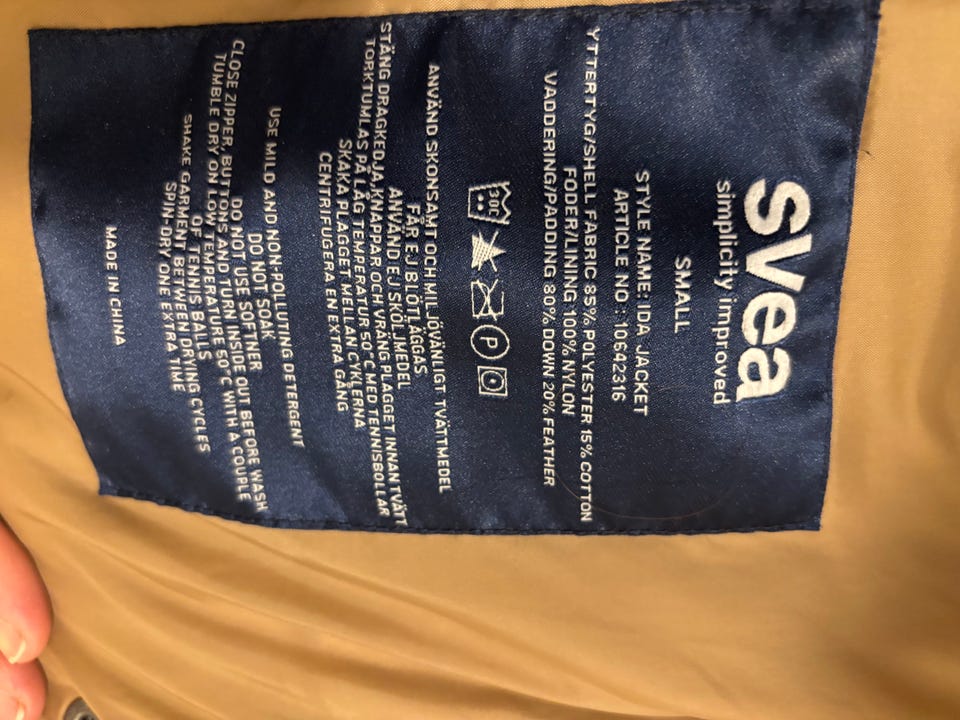 svea
simplicity improved
SMALL
STYLE NAME: IDA JACKET
ARTICLE NO : 10642316
YTTERTYG/SHELL FABRIC 85% POLYESTER 15% COTTON
FODER/LINING 100% NYLON
VADDERING/PADDING 80% DOWN 20% FEATHER
30C P
ANVÄND SKONSAMT OCH MILJÖVÄNLIGT TVÄTTMEDEL
FÅR EJ BLÖTLÄGGAS
ANVÄND EJ SKÖLJMEDEL
STÄNG DRAGKEDJA, KNAPPAR OCH VRÄNG PLAGGET INNAN TVÄTT
TORKTUMLAS PÅ LÅG TEMPERATUR 50°C MED TENNISBOLLAR
SKAKA PLAGGET MELLAN CYKLERNA
CENTRIFUGERA EN EXTRA GÅNG
USE MILD AND NON-POLLUTING DETERGENT
DO NOT SOAK
DO NOT USE SOFTNER
CLOSE ZIPPER, BUTTONS AND TURN INSIDE OUT BEFORE WASH
TUMBLE DRY ON LOW TEMPERATURE 50°C WITH A COUPLE
OF TENNIS BALLS
SHAKE GARMENT BETWEEN DRYING CYCLES
SPIN-DRY ONE EXTRA TIME
MADE IN CHINA